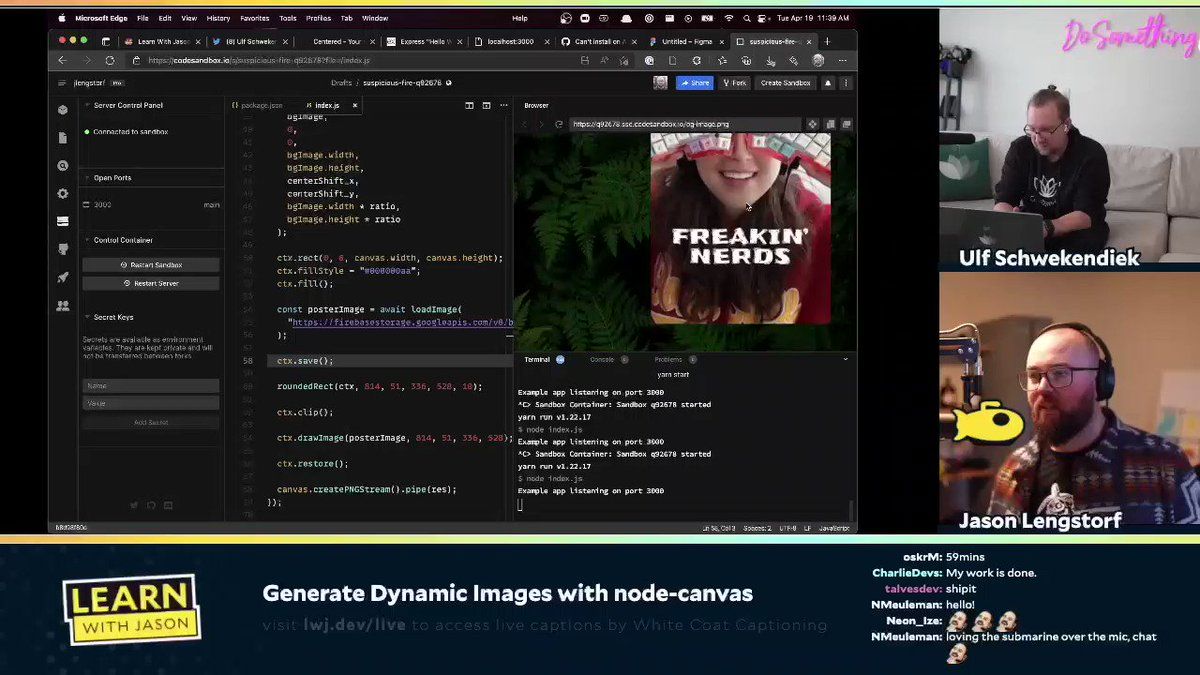 Microsoft Edge File Edit View History Favorites Tools Profiles Tab Window Help Tue Apr 19 11:39 AM
Learn With Jason
(8) Ulf Schweken
Centered - Your
Express "Hello W
localhost:3000
Can't Install on A
Untitled – Figma
suspicious-fire-q
https://codesandbox.io/s/suspicious-fire-q92678?file=/index.js
jlengstorf
Drafts / suspicious-fire-q92678
Share
Fork
Create Sandbox
Server Control Panel
Connected to sandbox
Open Ports
3000 main
Control Container
Restart Sandbox
Restart Server
Secret Keys
Secrets are available as environment
variables. They are kept private and will
not be transferred between forks.
Name
Value
Add Secret
package.json
index.js
bgImage,
0,
0,
bgImage.width,
bgImage.height,
centerShift_x,
centerShift_y,
bgImage.width * ratio,
bgImage.height * ratio
);
ctx.rect(0, 0, canvas.width, canvas.height);
ctx.fillStyle = "#000000aa";
ctx.fill();
const posterImage = await loadImage(
"https://firebasestorage.googleapis.com/v0/b
);
58 ctx.save();
roundedRect(ctx, 814, 51, 336, 528, 18);
ctx.clip();
ctx.drawImage(posterImage, 814, 51, 336, 528);
ctx.restore();
canvas.createPNGStream().pipe(res);
});
Browser
https://q92678.sse.codesandbox.io/og-image.png
FREAKIN'
NERDS
Terminal
Console
Problems
yarn start
Example app listening on port 3000
^C> Sandbox Container: Sandbox q92678 started
yarn run v1.22.17
$ node index.js
Example app listening on port 3000
^C> Sandbox Container: Sandbox q92678 started
yarn run v1.22.17
$ node index.js
Example app listening on port 3000
Ln 58, Col 3 Spaces: 2 UTF-8 LF JavaScript
DoSomething
Ulf Schwekendiek
Jason Lengstorf
LEARN
WITH JASON
Generate Dynamic Images with node-canvas
visit lwj.dev/live to access live captions by White Coat Captioning
oskrM: 59mins
CharlieDevs: My work is done.
talvesdev: shipit
NMeuleman: hello!
Neon_Ize:
NMeuleman: loving the submarine over the mic, chat